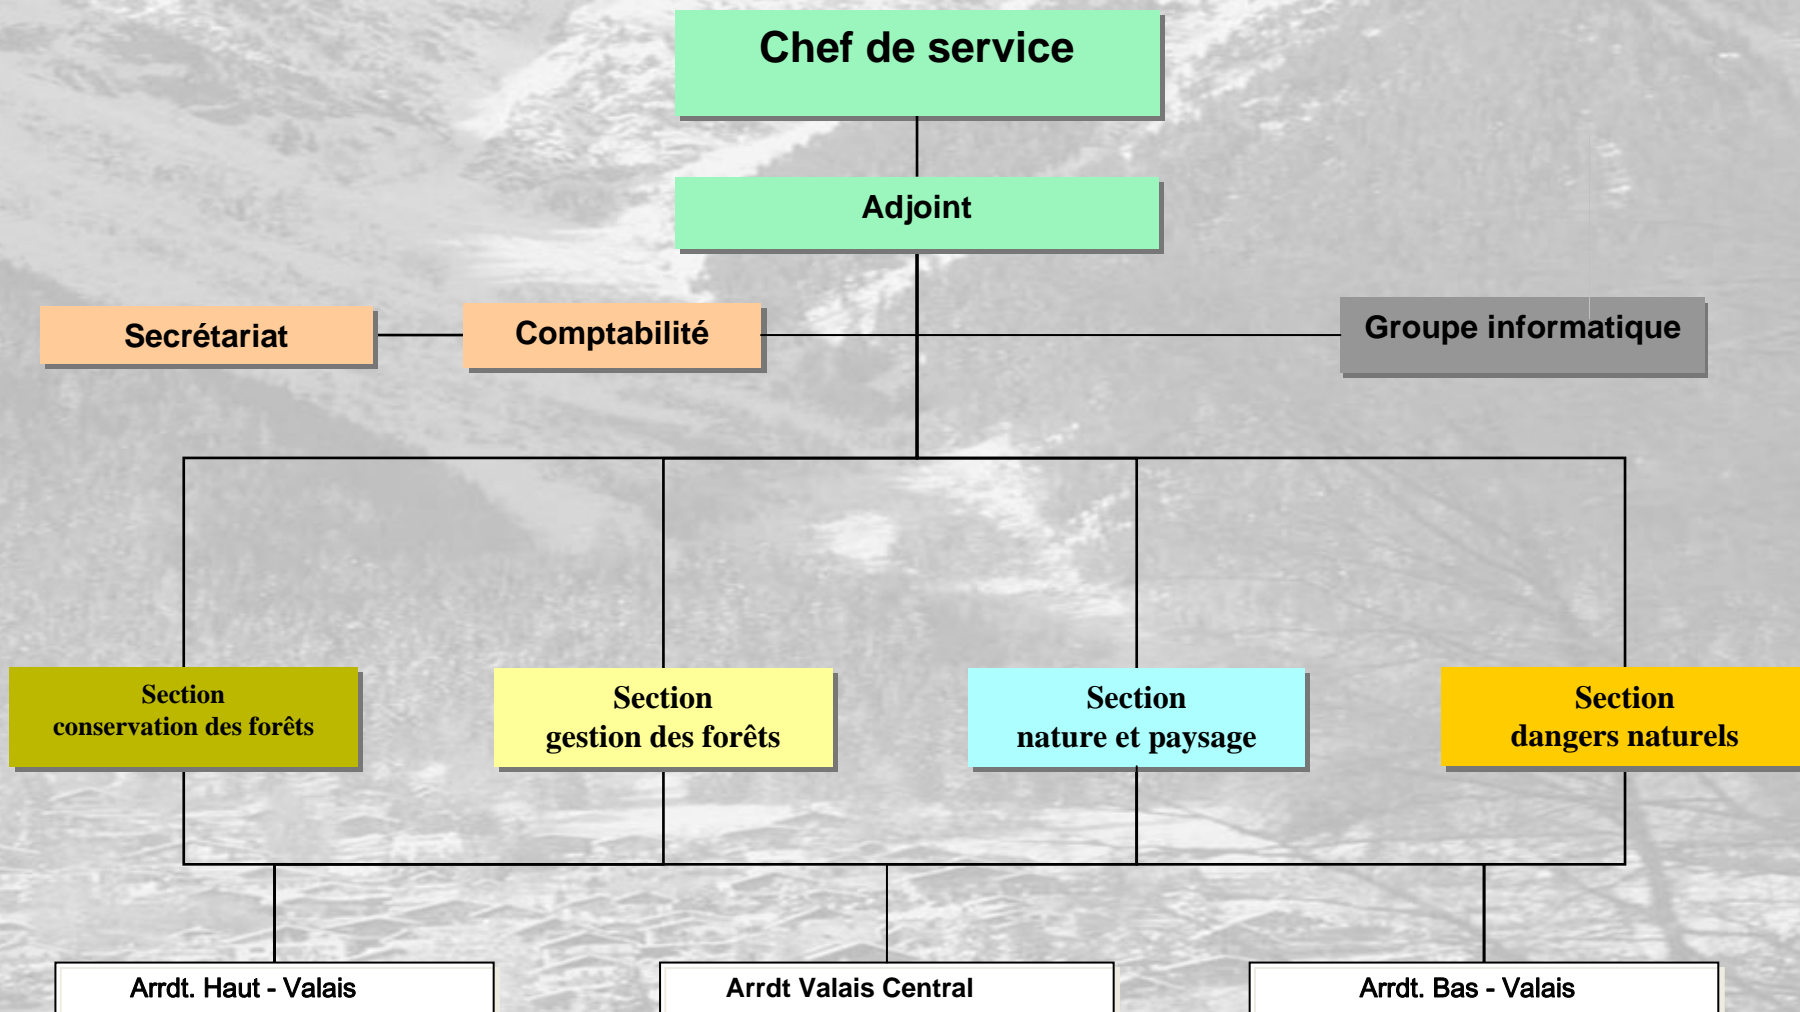 Chef de service
Adjoint
Secrétariat
Comptabilité
Groupe informatique
Section
conservation des forêts
Section
gestion des forêts
Section
nature et paysage
Section
dangers naturels
Arrdt. Haut - Valais
Arrdt Valais Central
Arrdt. Bas - Valais